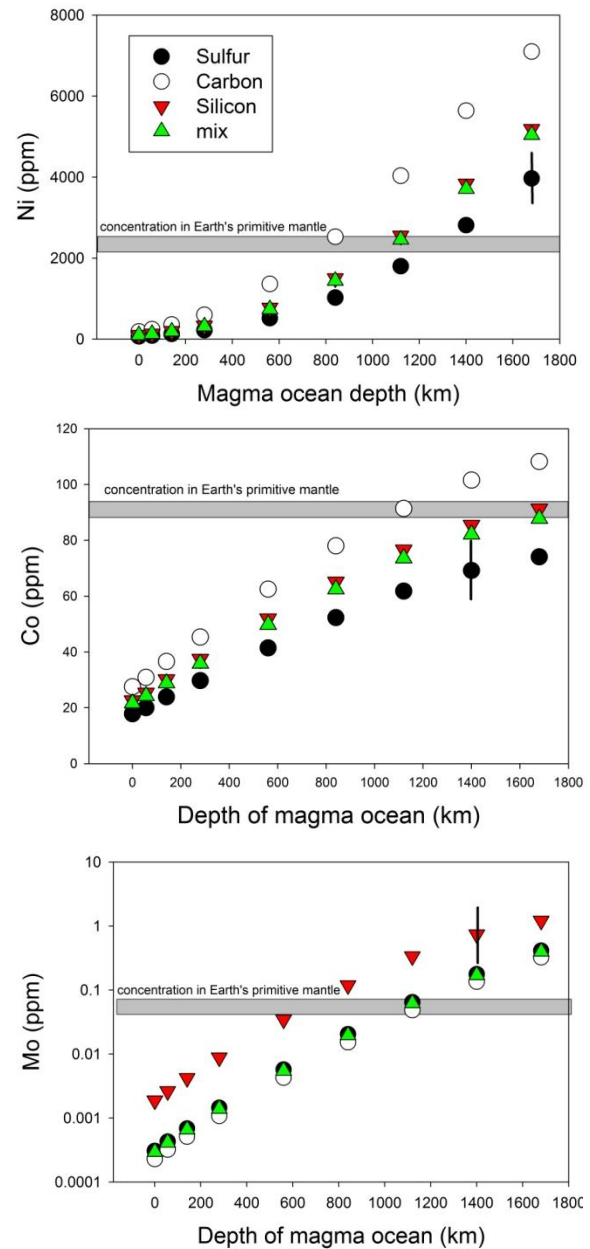 8000
6000
4000
2000
0
Ni (ppm)
Sulfur
Carbon
Silicon
mix
concentration in Earth's primitive mantle
0 200 400 600 800 1000 1200 1400 1600 1800
Magma ocean depth (km)
120
100
80
60
40
20
0
Co (ppm)
concentration in Earth's primitive mantle
0 200 400 600 800 1000 1200 1400 1600 1800
Depth of magma ocean (km)
10
1
0.1
0.01
0.001
0.0001
Mo (ppm)
concentration in Earth's primitive mantle
0 200 400 600 800 1000 1200 1400 1600 1800
Depth of magma ocean (km)